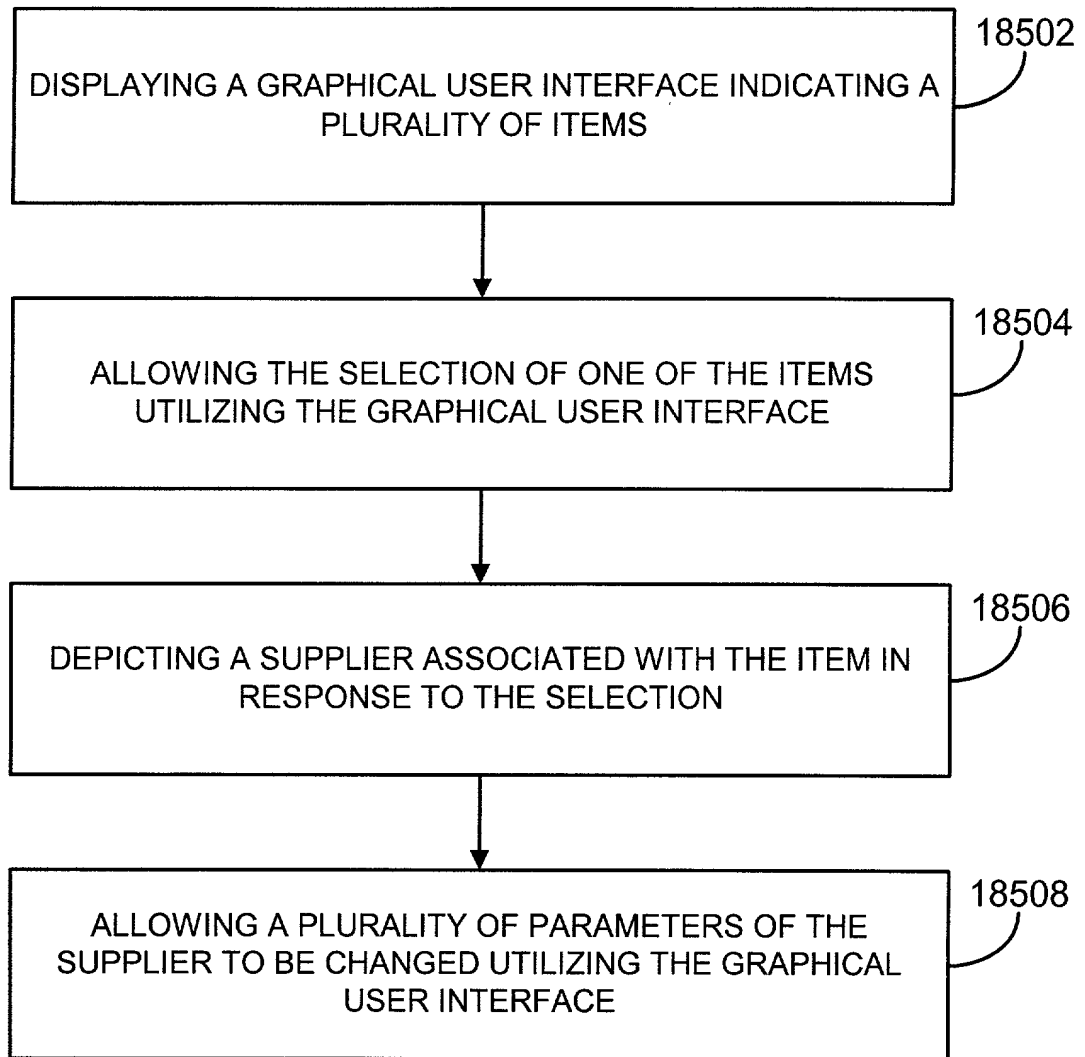 18502
DISPLAYING A GRAPHICAL USER INTERFACE INDICATING A
PLURALITY OF ITEMS
18504
ALLOWING THE SELECTION OF ONE OF THE ITEMS
UTILIZING THE GRAPHICAL USER INTERFACE
18506
DEPICTING A SUPPLIER ASSOCIATED WITH THE ITEM IN
RESPONSE TO THE SELECTION
18508
ALLOWING A PLURALITY OF PARAMETERS OF THE
SUPPLIER TO BE CHANGED UTILIZING THE GRAPHICAL
USER INTERFACE